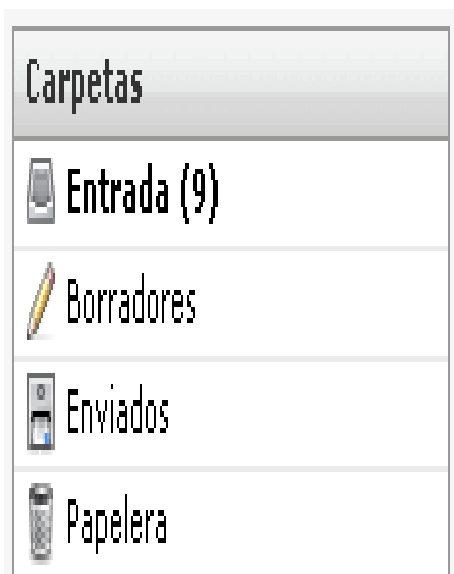 Carpetas
Entrada (9)
Borradores
Enviados
Papelera